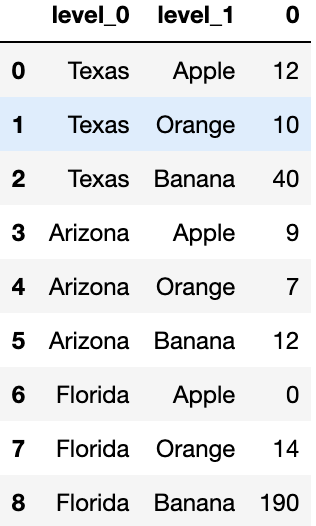 level_0 level_1 0
0 Texas Apple 12
1 Texas Orange 10
2 Texas Banana 40
3 Arizona Apple 9
4 Arizona Orange 7
5 Arizona Banana 12
6 Florida Apple 0
7 Florida Orange 14
8 Florida Banana 190